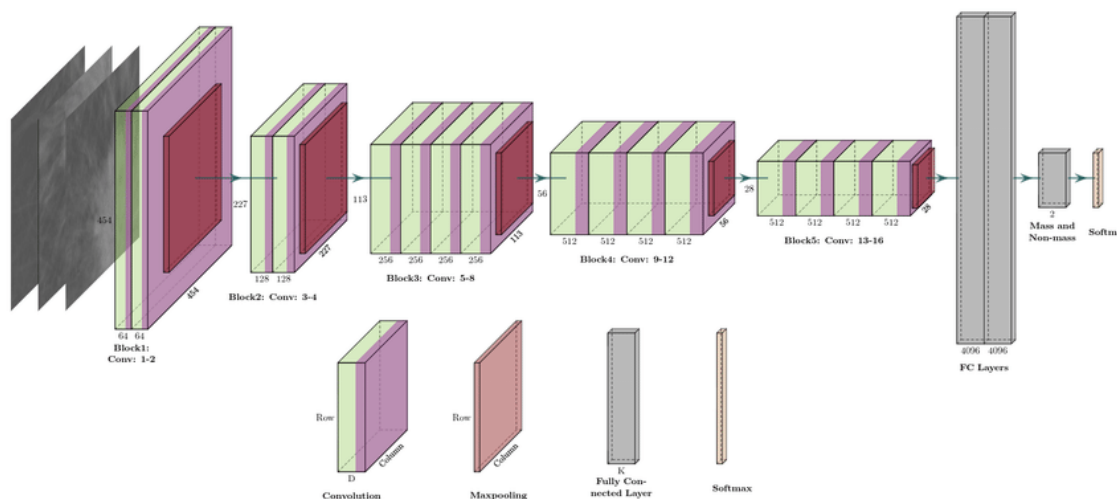 454
454
64 64
Block1:
Conv: 1-2
227
227
128 128
Block2: Conv: 3-4
113
113
256 256 256 256
Block3: Conv: 5-8
56
56
512 512 512 512
Block4: Conv: 9-12
28
28
512 512 512 512
Block5: Conv: 13-16
4096 4096
FC Layers
2
Mass and
Non-mass
Softm
Row
Column
D
Convolution
Row
Column
Maxpooling
K
Fully Con-
nected Layer
Softmax